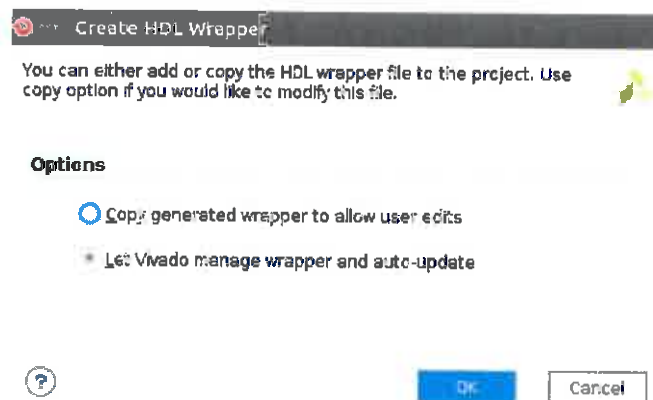 Create HDL Wrapper
You can either add or copy the HDL wrapper file to the project. Use
copy option if you would like to modify this file.
Options
Copy generated wrapper to allow user edits
Let Vivado manage wrapper and auto-update
?
OK
Cancel